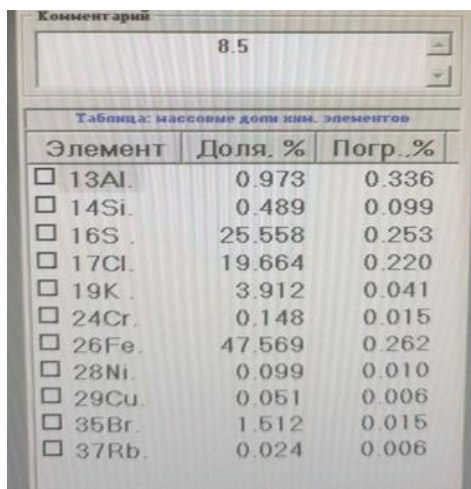 Комментарий
8.5
Таблица: массовые доли хим. элементов
Элемент Доля, % Погр.,%
13Al. 0.973 0.336
14Si. 0.489 0.099
16S . 25.558 0.253
17Cl. 19.664 0.220
19K . 3.912 0.041
24Cr. 0.148 0.015
26Fe. 47.569 0.262
28Ni. 0.099 0.010
29Cu. 0.051 0.006
35Br. 1.512 0.015
37Rb. 0.024 0.006